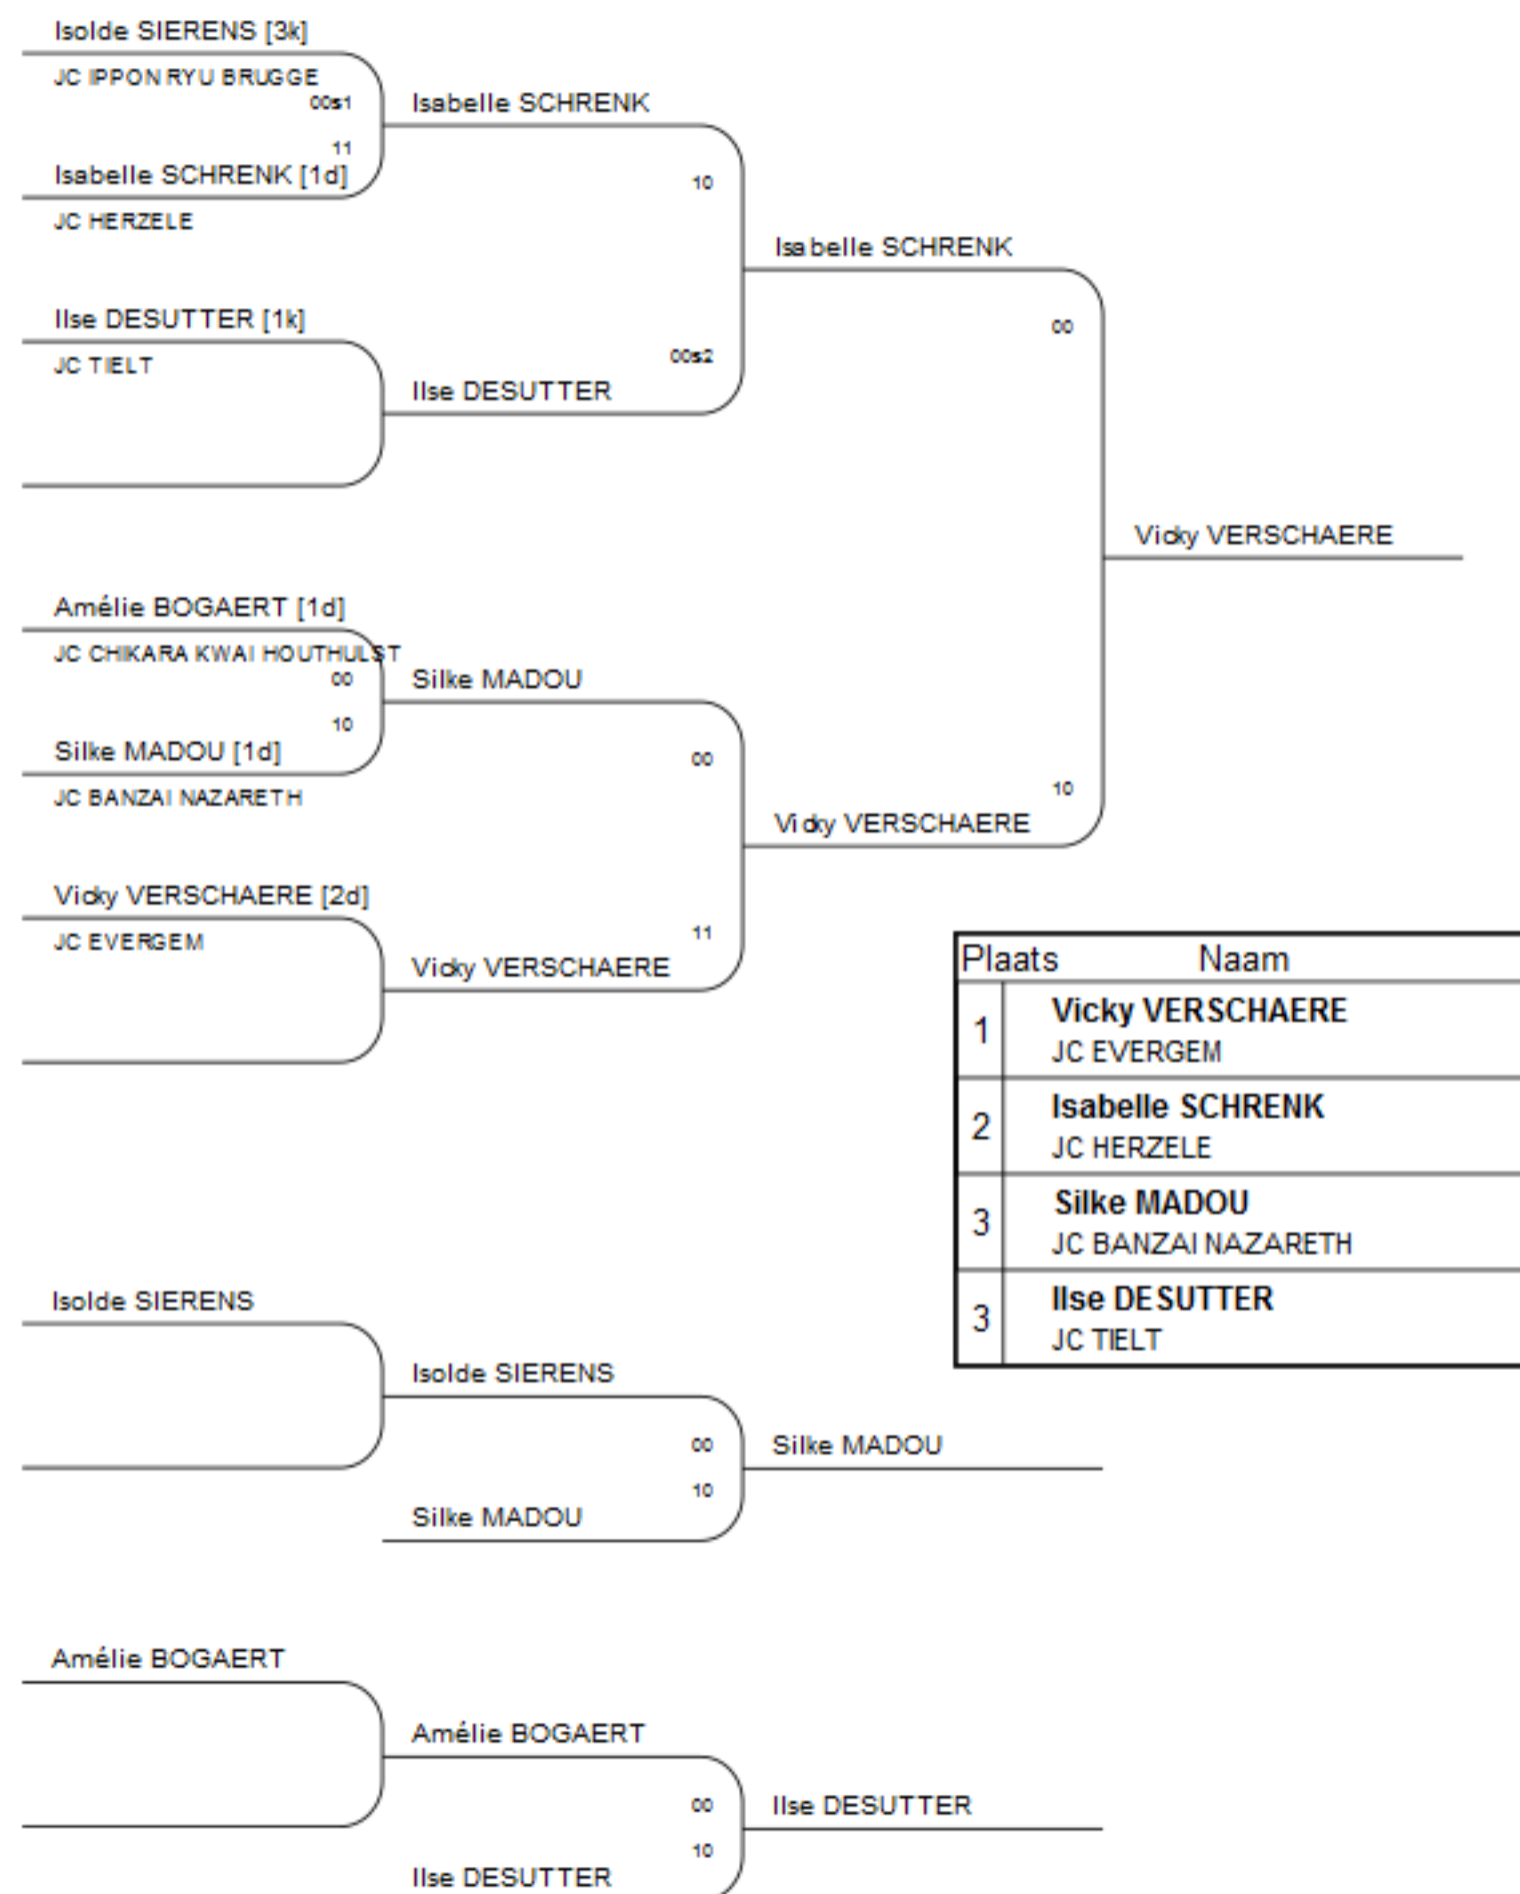 Isolde SIERENS [3k]
JC IPPON RYU BRUGGE
00s1
Isabelle SCHRENK
11
Isabelle SCHRENK [1d]
10
JC HERZELE
Isabelle SCHRENK
Ilse DESUTTER [1k]
00
JC TIELT
00s2
Ilse DESUTTER
Vicky VERSCHAERE
Amélie BOGAERT [1d]
JC CHIKARA KWAI HOUTHULST
00
Silke MADOU
10
Silke MADOU [1d]
00
JC BANZAI NAZARETH
10
Vicky VERSCHAERE
Vicky VERSCHAERE [2d]
JC EVERGEM
11
Vicky VERSCHAERE
Plaats Naam
1 Vicky VERSCHAERE
JC EVERGEM
2 Isabelle SCHRENK
JC HERZELE
3 Silke MADOU
JC BANZAI NAZARETH
3 Ilse DESUTTER
JC TIELT
Isolde SIERENS
Isolde SIERENS
00
Silke MADOU
10
Silke MADOU
Amélie BOGAERT
Amélie BOGAERT
00
Ilse DESUTTER
10
Ilse DESUTTER